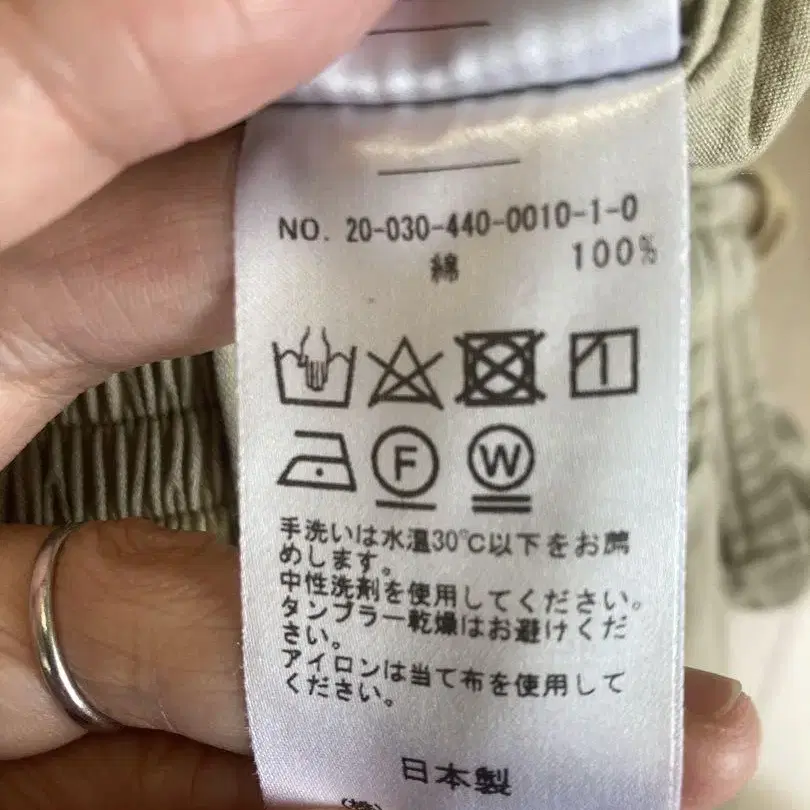 NO. 20-030-440-0010-1-0
綿 100%
F W
手洗いは水温30℃以下をお薦
めします。
中性洗剤を使用してください。
タンブラー乾燥はお避けくだ
さい。
アイロンは当て布を使用して
ください。
日本製